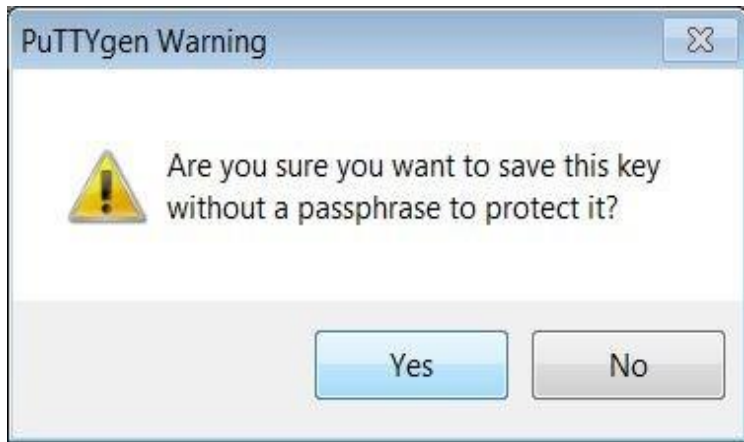 PuTTYgen Warning
Are you sure you want to save this key
without a passphrase to protect it?
Yes
No